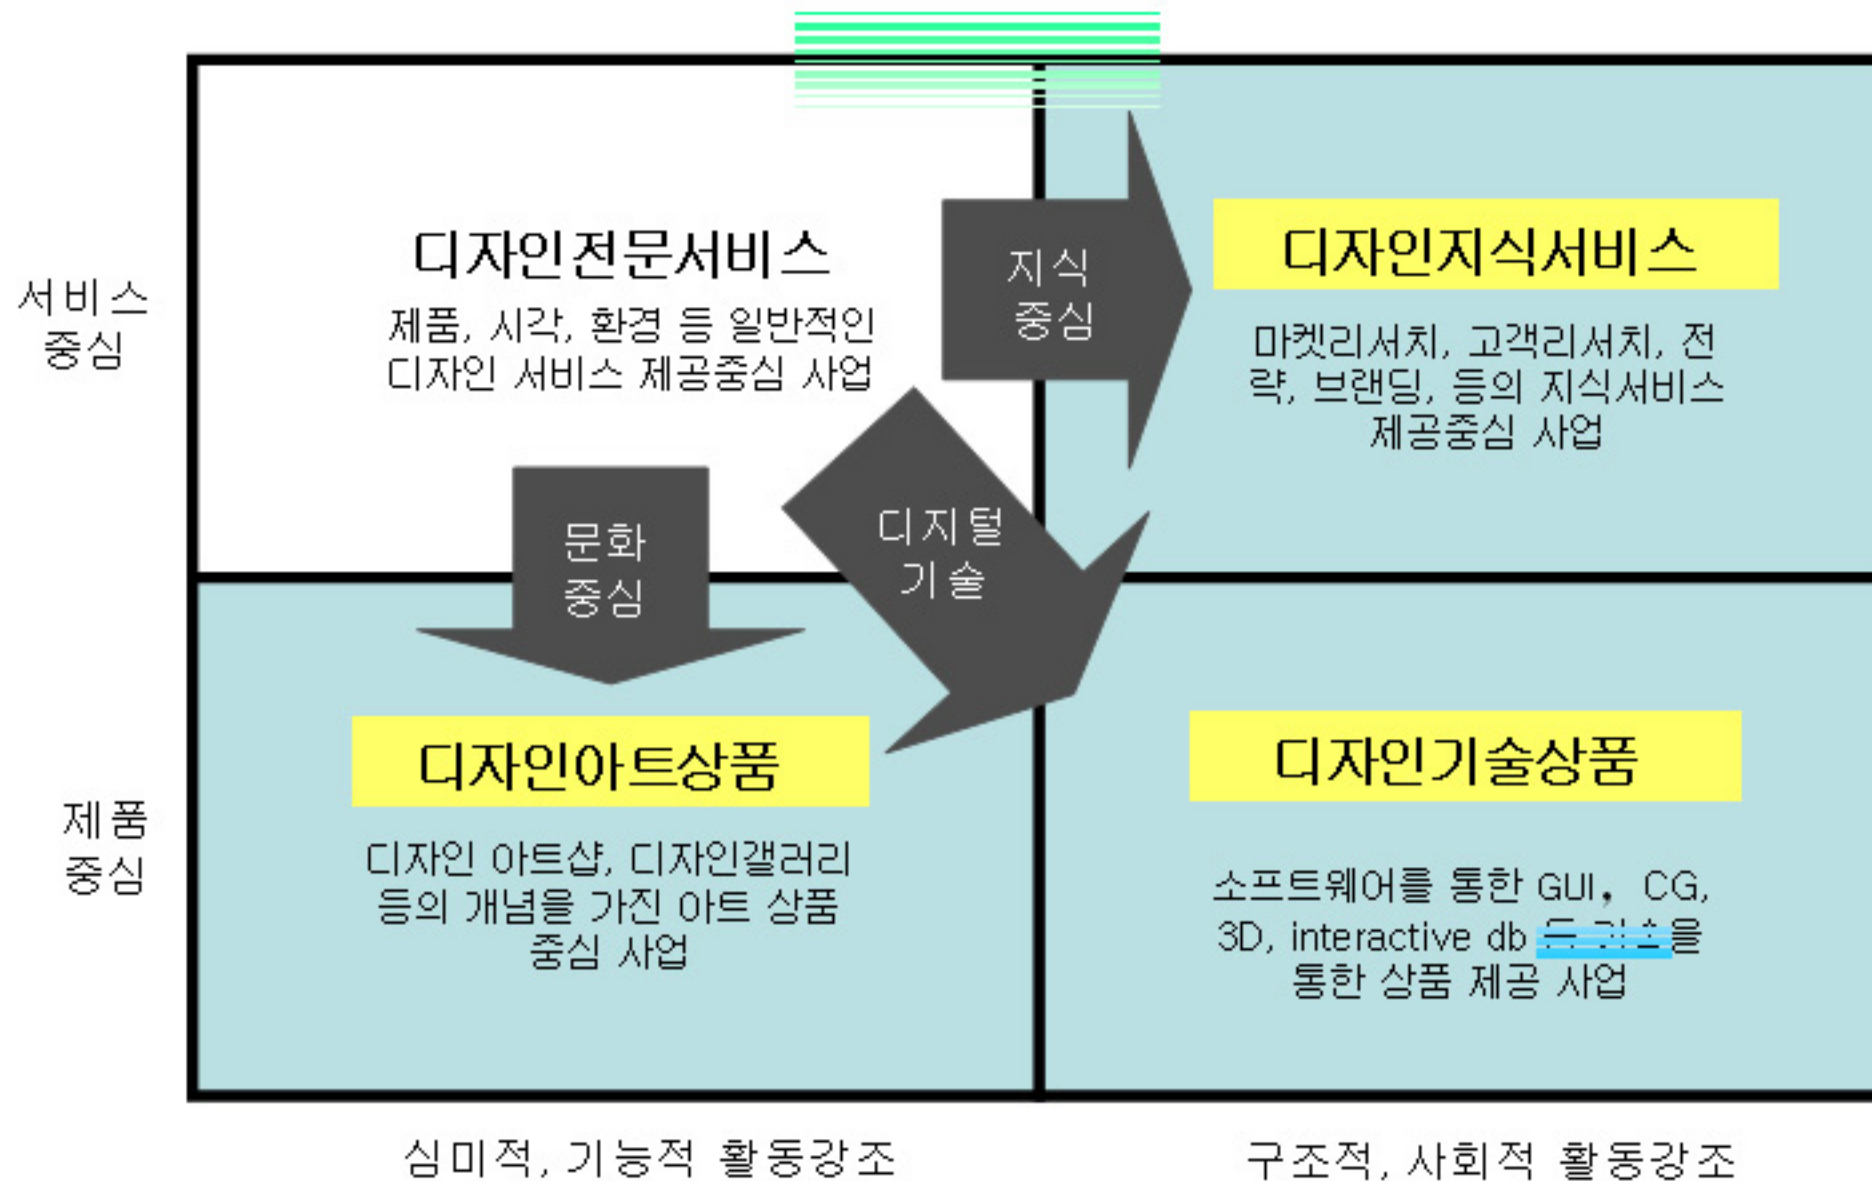 서비스
중심
디자인전문서비스
제품, 시각, 환경 등 일반적인
디자인 서비스 제공중심 사업
지식
중심
디자인지식서비스
마켓리서치, 고객리서치, 전
략, 브랜딩, 등의 지식서비스
제공중심 사업
문화
중심
디지털
기술
제품
중심
디자인아트상품
디자인 아트샵, 디자인갤러리
등의 개념을 가진 아트 상품
중심 사업
디자인기술상품
소프트웨어를 통한 GUI, CG,
3D, interactive db
통한 상품 제공 사업
심미적, 기능적 활동강조
구조적, 사회적 활동강조